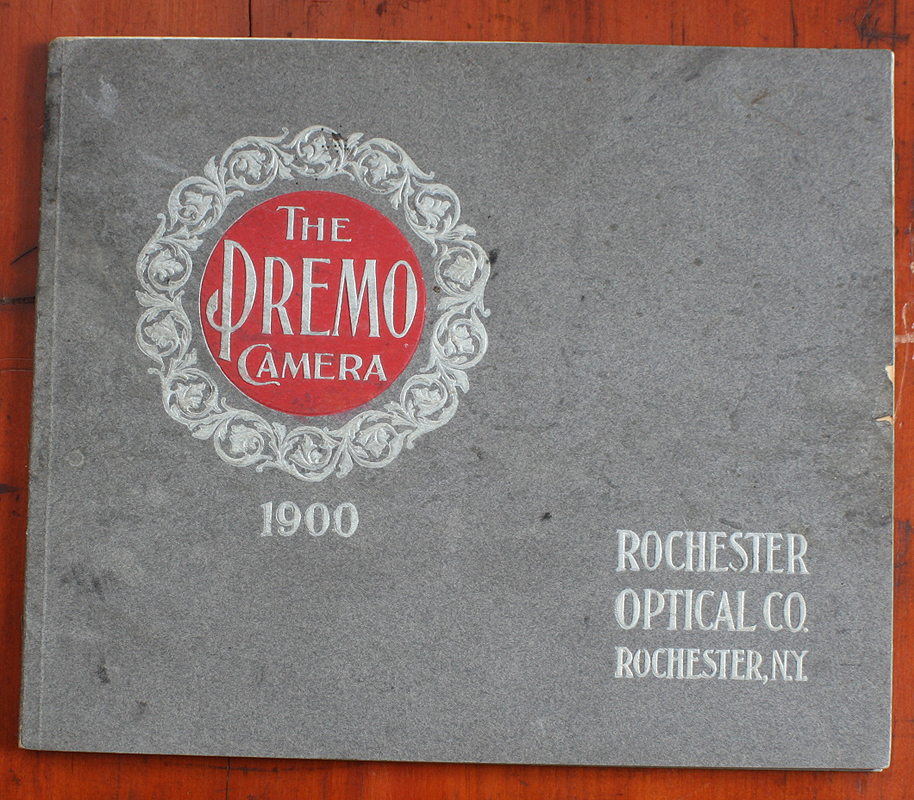 The
PREMO
CAMERA
1900
ROCHESTER
OPTICAL CO.
ROCHESTER, N.Y.